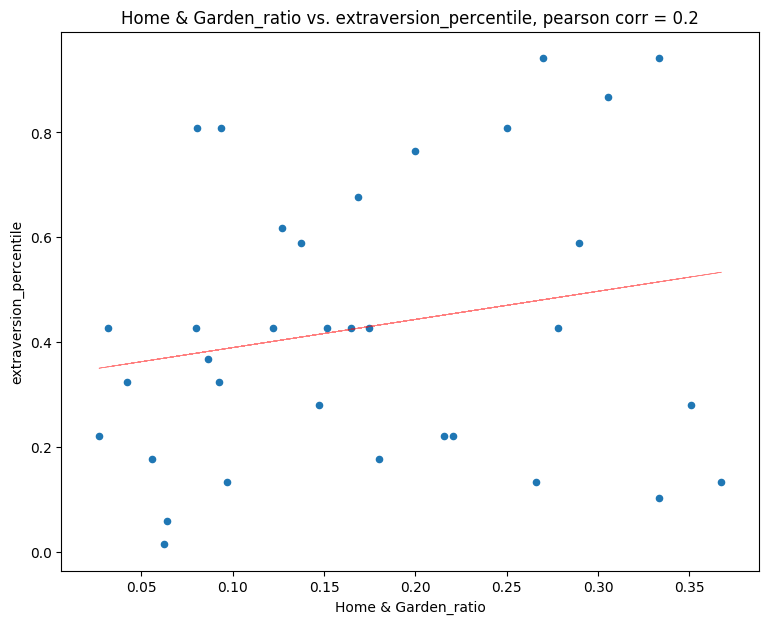 Home & Garden_ratio vs. extraversion_percentile, pearson corr = 0.2
extraversion_percentile
0.8
0.6
0.4
0.2
0.0
0.05 0.10 0.15 0.20 0.25 0.30 0.35
Home & Garden_ratio